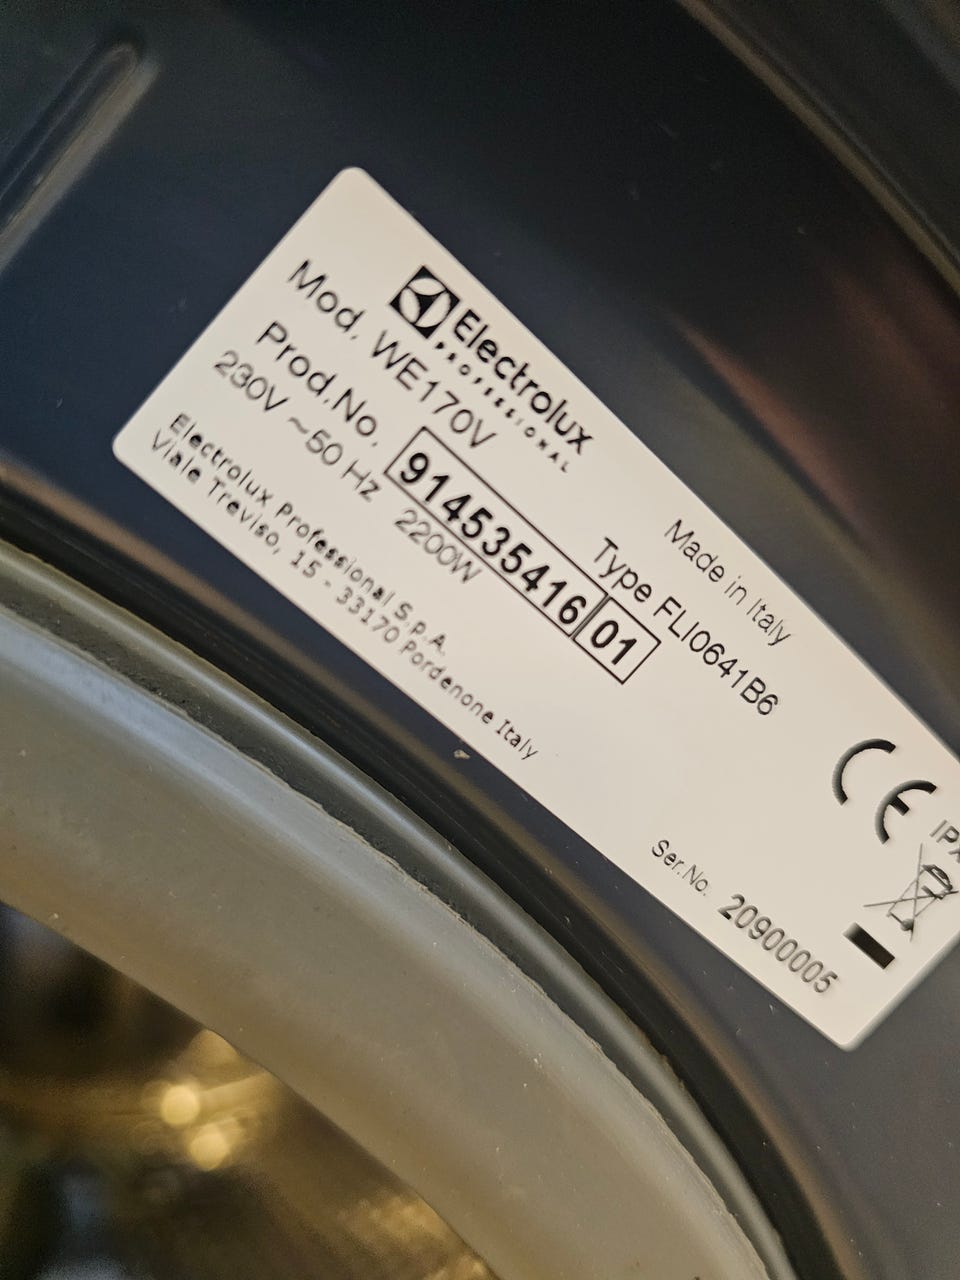 Electrolux
PROFESSIONAL
Made in Italy
Mod. WE170V
Type FLI0641B6
Prod.No. 914535416 01
230V ~50 Hz 2200W
Electrolux Professional S.p.A.
Viale Treviso, 15 - 33170 Pordenone Italy
Ser.No. 20900005
CE